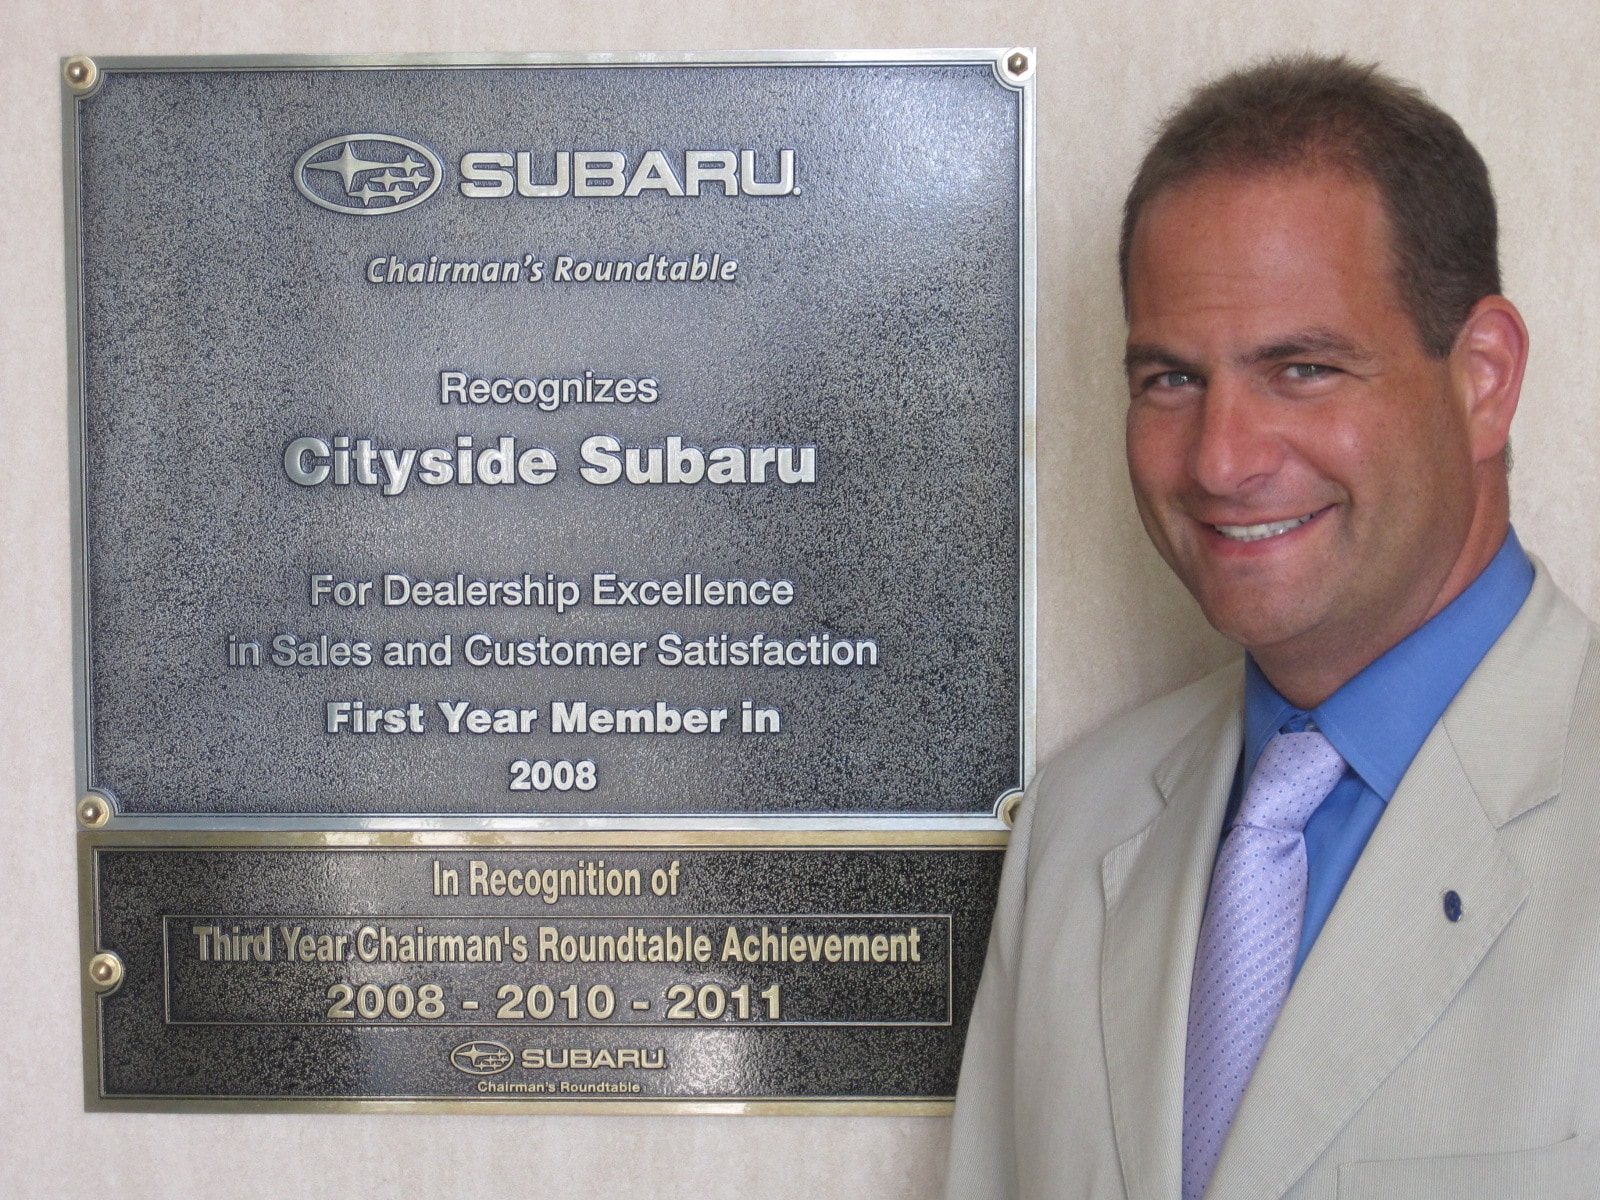 SUBARU.
Chairman's Roundtable
Recognizes
Cityside Subaru
For Dealership Excellence
in Sales and Customer Satisfaction
First Year Member in
2008
In Recognition of
Third Year Chairman's Roundtable Achievement
2008 - 2010 - 2011
SUBARU.
Chairman's Roundtable